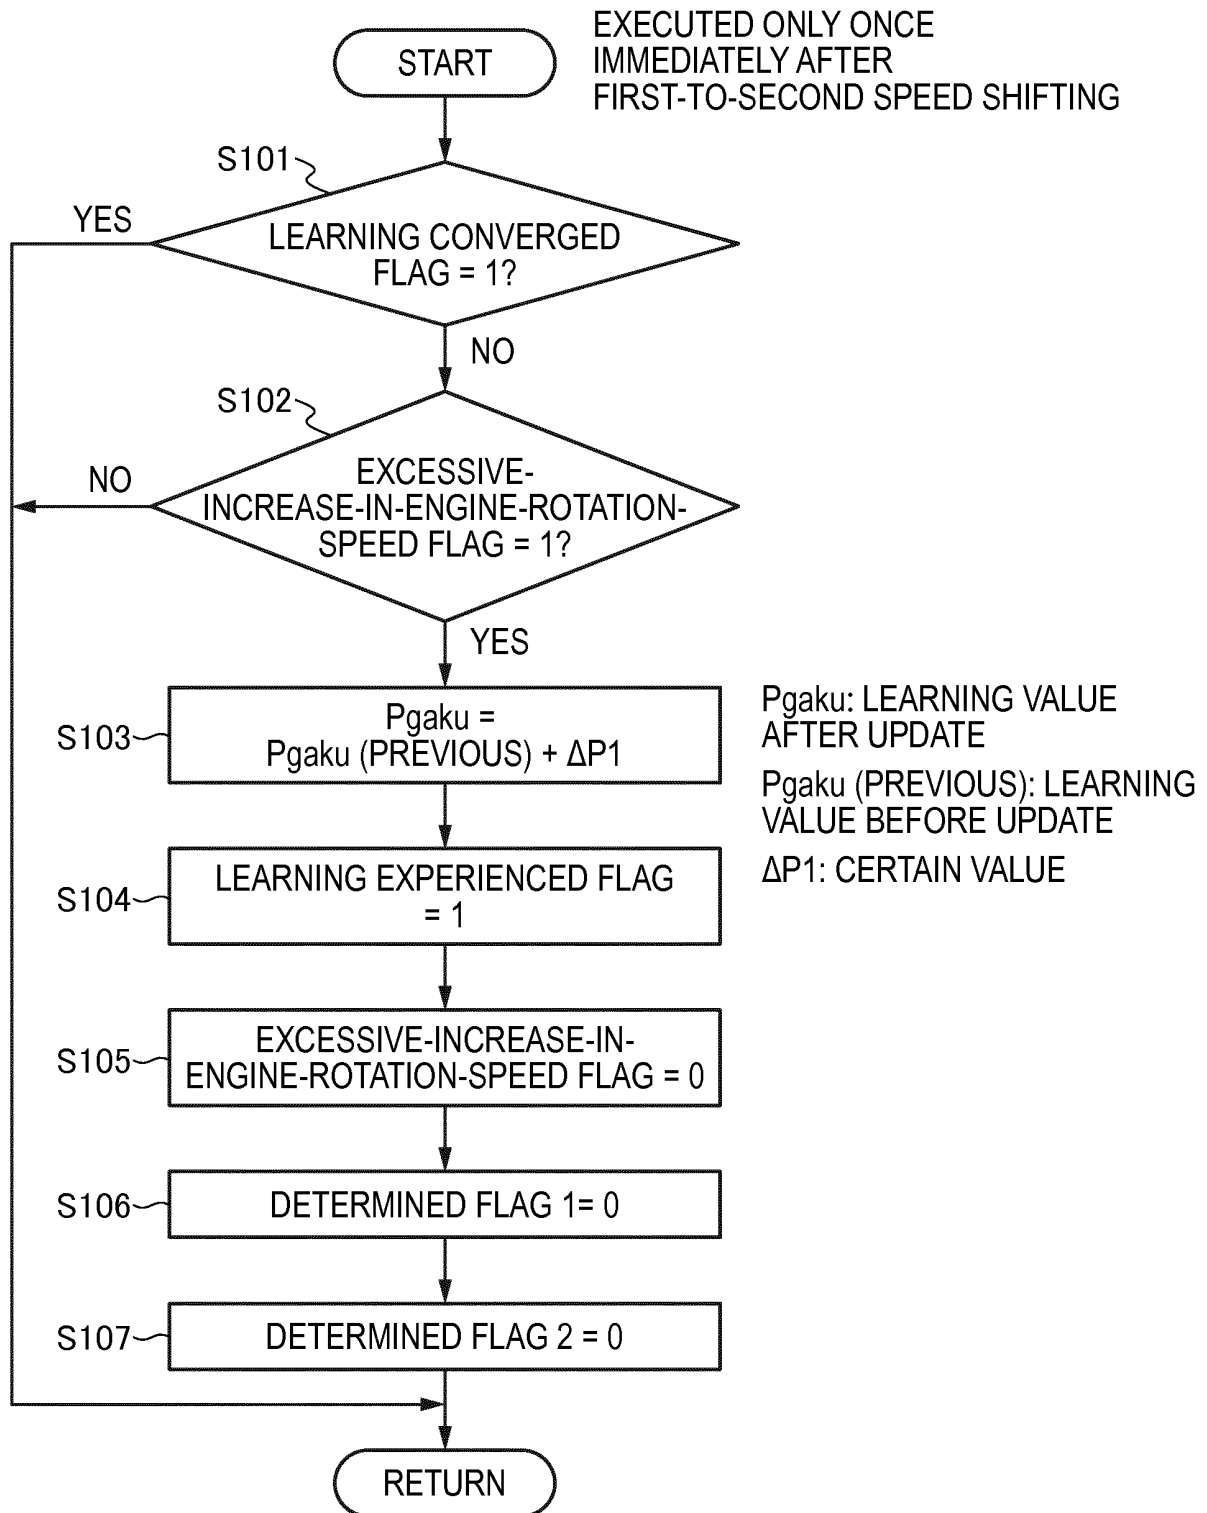 START
EXECUTED ONLY ONCE
IMMEDIATELY AFTER
FIRST-TO-SECOND SPEED SHIFTING
S101
YES
LEARNING CONVERGED
FLAG = 1?
NO
S102
NO
EXCESSIVE-
INCREASE-IN-ENGINE-ROTATION-
SPEED FLAG = 1?
YES
S103
Pgaku =
Pgaku (PREVIOUS) + ΔP1
Pgaku: LEARNING VALUE
AFTER UPDATE
Pgaku (PREVIOUS): LEARNING
VALUE BEFORE UPDATE
ΔP1: CERTAIN VALUE
S104
LEARNING EXPERIENCED FLAG
= 1
S105
EXCESSIVE-INCREASE-IN-
ENGINE-ROTATION-SPEED FLAG = 0
S106
DETERMINED FLAG 1= 0
S107
DETERMINED FLAG 2 = 0
RETURN